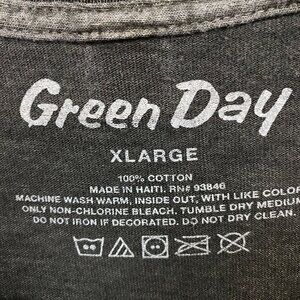 Green Day
XLARGE
100% COTTON
MADE IN HAITI. RN# 93846
MACHINE WASH WARM, INSIDE OUT, WITH LIKE COLOR
ONLY NON-CHLORINE BLEACH. TUMBLE DRY MEDIUM
DO NOT IRON IF DECORATED. DO NOT DRY CLEAN.